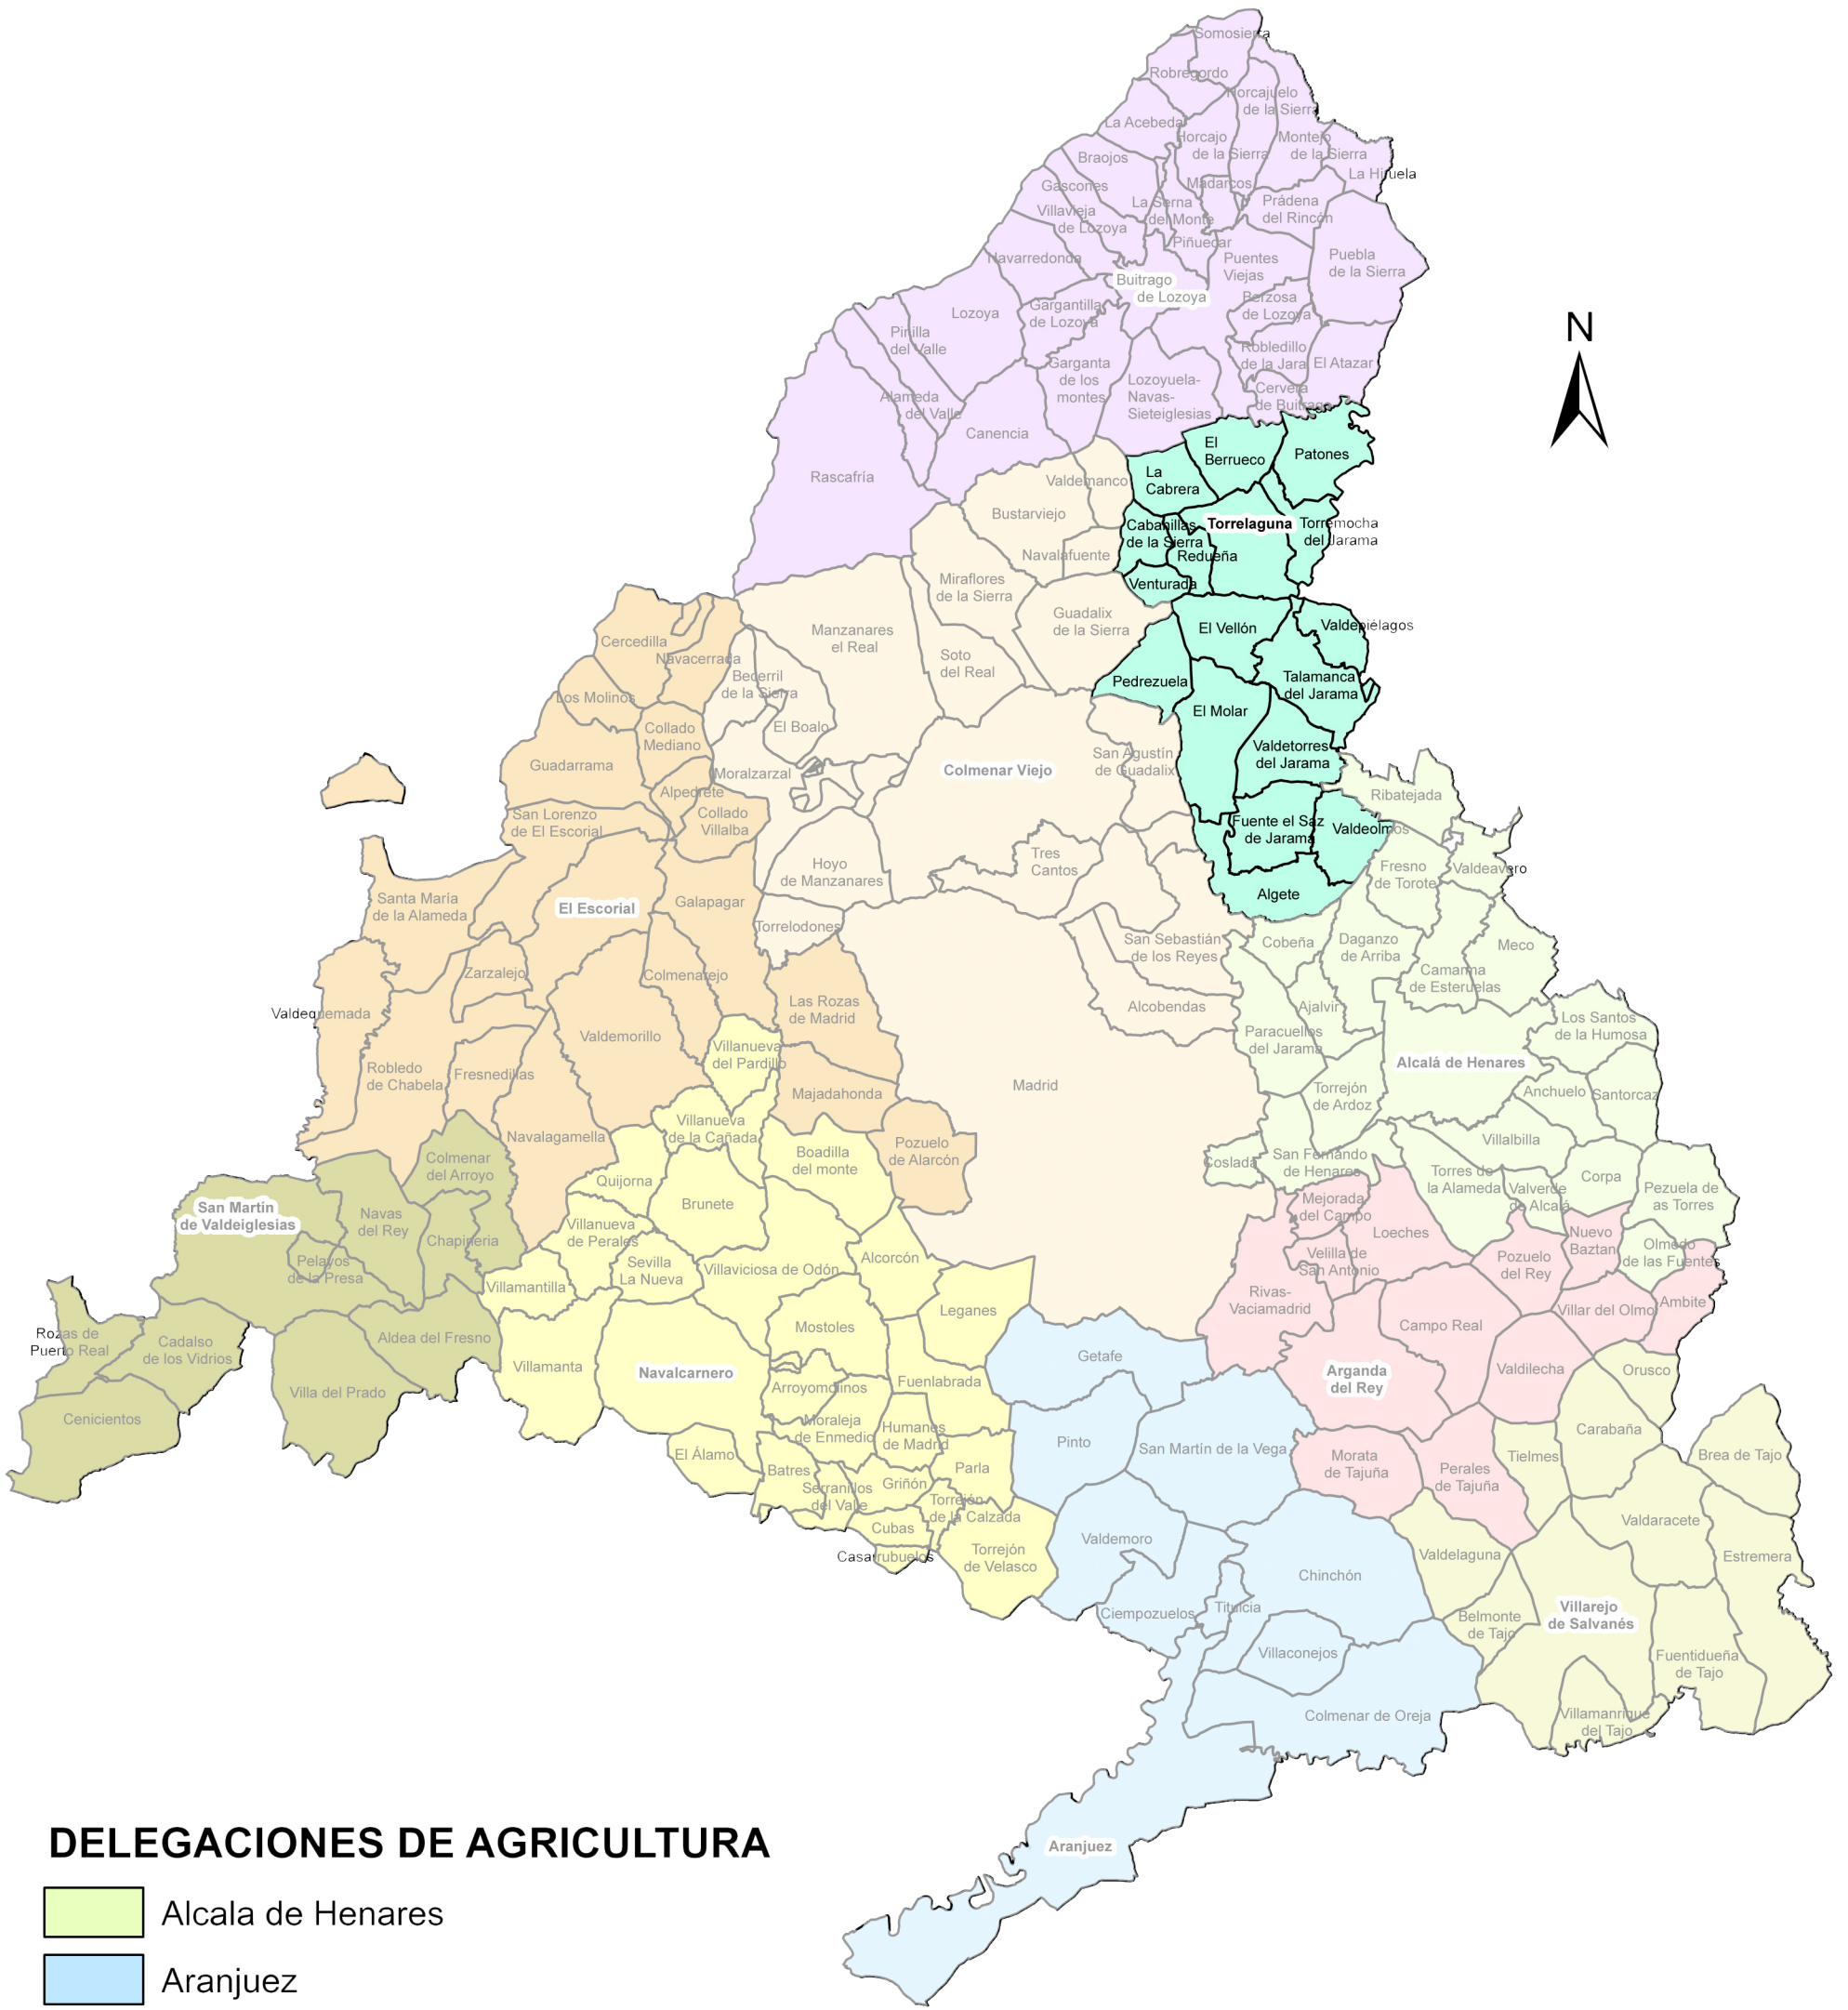 Somosierra
Robregordo
Horcajuelo
de la Sierra
La Acebeda
Horcajo
de la Sierra
Montejo
de la Sierra
Braojos
La Hiruela
Gascones
Madarcos
La Serna
del Monte
Prádena
del Rincón
Villavieja
de Lozoya
Piñuecar
Navarredonda
Puentes
Viejas
Puebla
de la Sierra
Buitrago
de Lozoya
Berzosa
de Lozoya
Lozoya
Gargantilla
de Lozoya
Pinilla
del Valle
Robledillo
de la Jara
El Atazar
Garganta
de los
montes
Lozoyuela-
Navas-
Sieteiglesias
Cervera
de Buitrago
Alameda
del Valle
Canencia
Rascafría
N
El
Berrueco
Patones
La
Cabrera
Valdemanco
Bustarviejo
Cabanillas
de la Sierra
Torrelaguna
Torremocha
del Jarama
Redueña
Navalafuente
Venturada
Miraflores
de la Sierra
Guadalix
de la Sierra
El Vellón
Valdepiélagos
Manzanares
el Real
Soto
del Real
Pedrezuela
Talamanca
del Jarama
Cercedilla
Navacerrada
Becerril
de la Sierra
Los Molinos
El Molar
Collado
Mediano
El Boalo
Valdetorres
del Jarama
San Agustín
de Guadalix
Guadarrama
Moralzarzal
Colmenar Viejo
Alpedrete
Ribatejada
San Lorenzo
de El Escorial
Collado
Villalba
Fuente el Saz
de Jarama
Valdeolmos
Hoyo
de Manzanares
Tres
Cantos
Fresno
de Torote
Valdeavero
Algete
Santa María
de la Alameda
El Escorial
Galapagar
Torrelodones
San Sebastián
de los Reyes
Cobeña
Daganzo
de Arriba
Meco
Zarzalejo
Colmenarejo
Camarma
de Esteruelas
Valdequemada
Las Rozas
de Madrid
Alcobendas
Ajalvir
Los Santos
de la Humosa
Valdemorillo
Paracuellos
del Jarama
Villanueva
del Pardillo
Alcalá de Henares
Robledo
de Chabela
Fresnedillas
Majadahonda
Madrid
Torrejón
de Ardoz
Anchuelo
Santorcaz
Navalagamella
Villanueva
de la Cañada
Pozuelo
de Alarcón
Villalbilla
Colmenar
del Arroyo
Boadilla
del monte
Coslada
San Fernando
de Henares
Torres de
la Alameda
Corpa
Quijorna
Valverde
de Alcalá
Pezuela de
as Torres
San Martín
de Valdeiglesias
Navas
del Rey
Brunete
Mejorada
del Campo
Loeches
Nuevo
Baztan
Villanueva
de Perales
Chapineria
Olmedo
de las Fuentes
Pelayos
de la Presa
Sevilla
La Nueva
Villaviciosa de Odón
Alcorcón
Velilla de
San Antonio
Pozuelo
del Rey
Villamantilla
Rivas-
Vaciamadrid
Villar del Olmo
Ambite
Leganes
Rozas de
Puerto Real
Cadalso
de los Vidrios
Aldea del Fresno
Mostoles
Campo Real
Getafe
Villamanta
Navalcarnero
Arganda
del Rey
Valdilecha
Orusco
Villa del Prado
Arroyomolinos
Fuenlabrada
Cenicientos
Moraleja
de Enmedio
Humanes
de Madrid
Carabaña
Pinto
San Martín de la Vega
El Álamo
Morata
de Tajuña
Tielmes
Brea de Tajo
Batres
Parla
Perales
de Tajuña
Serranillos
del Valle
Griñón
Torrejón
de la Calzada
Valdaracete
Cubas
Valdemoro
Casarrubuelos
Torrejón
de Velasco
Valdelaguna
Estremera
Chinchón
Ciempozuelos
Titulcia
Belmonte
de Tajo
Villarejo
de Salvanés
Villaconejos
Fuentidueña
de Tajo
Colmenar de Oreja
Villamanrique
del Tajo
Aranjuez
DELEGACIONES DE AGRICULTURA
Alcala de Henares
Aranjuez